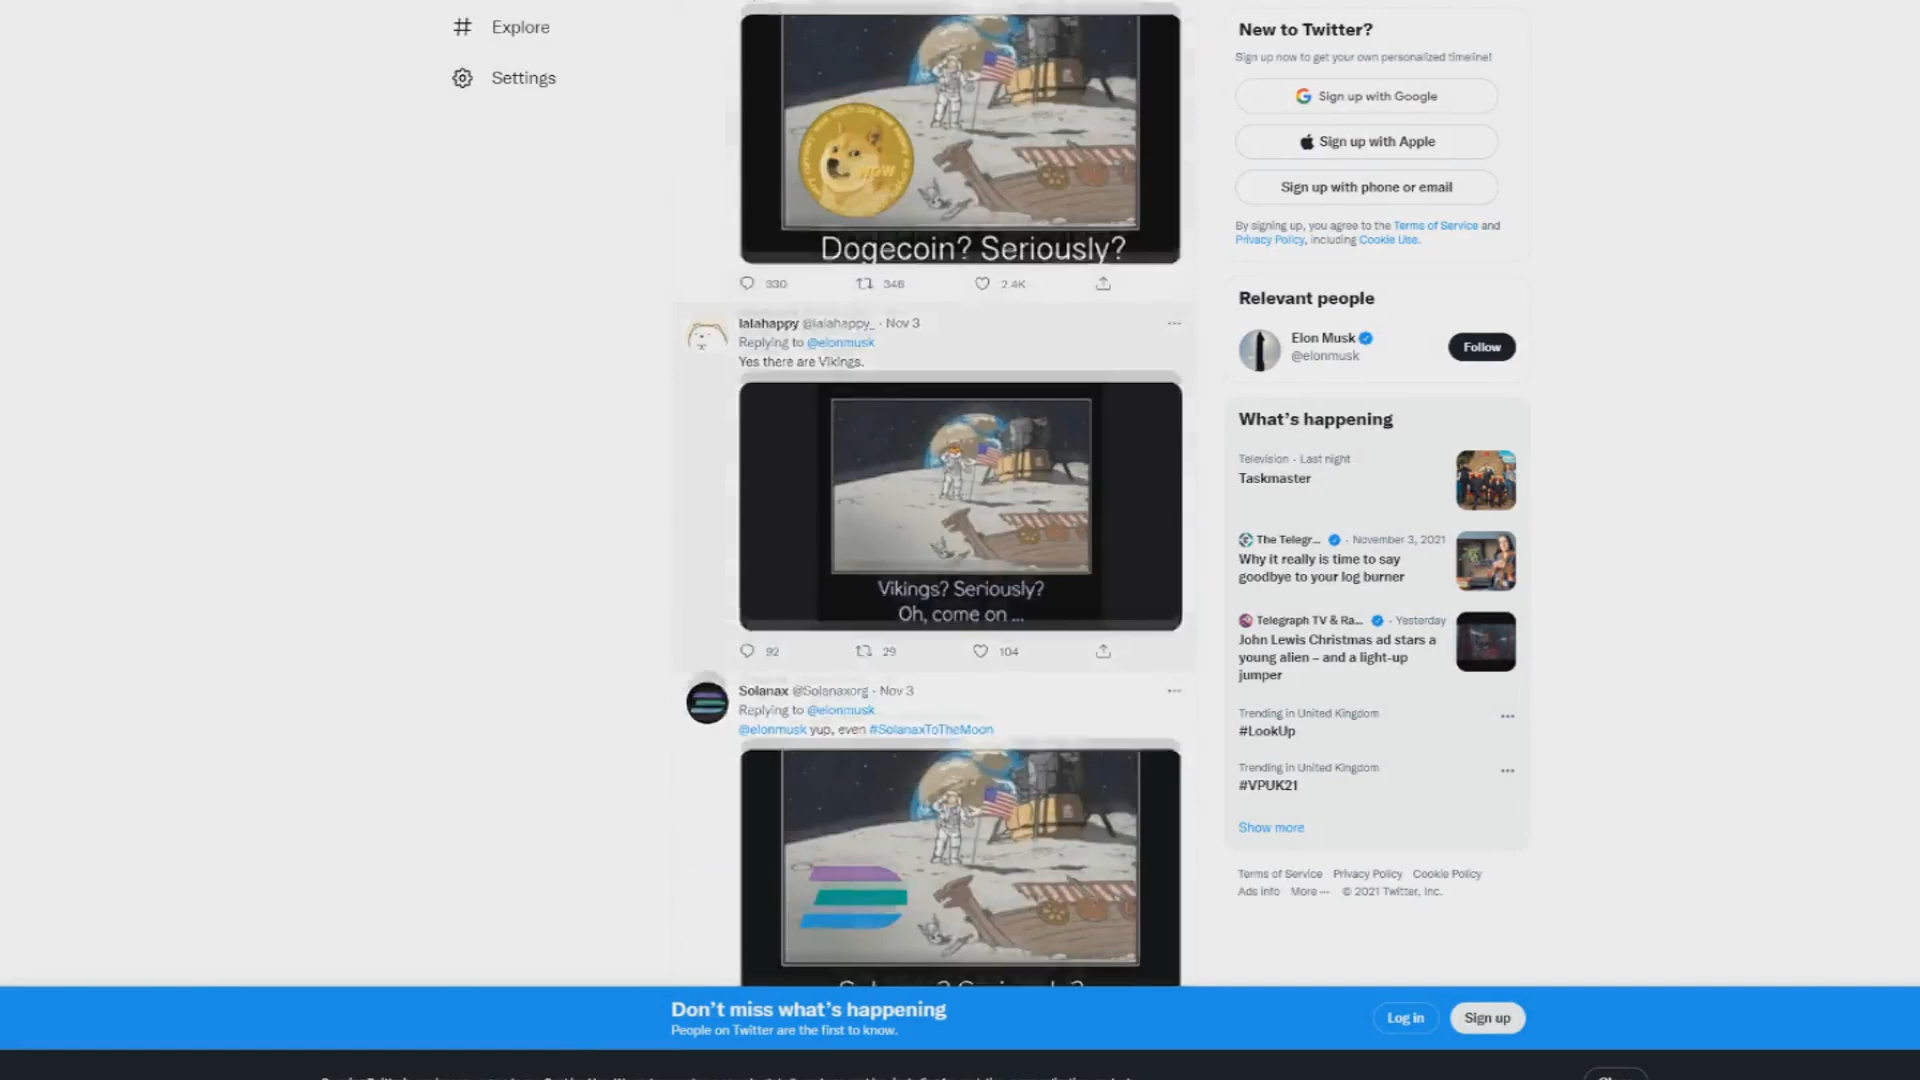 Explore
Settings
Dogecoin? Seriously?
330 346 2.4K
lalahappy @lalahappy_ · Nov 3
Replying to @elonmusk
Yes there are Vikings.
Vikings? Seriously?
Oh, come on ...
92 29 104
Solanax @Solanaxorg · Nov 3
Replying to @elonmusk
@elonmusk yup, even #SolanaxToTheMoon
New to Twitter?
Sign up now to get your own personalized timeline!
Sign up with Google
Sign up with Apple
Sign up with phone or email
By signing up, you agree to the Terms of Service and
Privacy Policy, including Cookie Use.
Relevant people
Elon Musk
@elonmusk
Follow
What's happening
Television · Last night
Taskmaster
The Telegr... · November 3, 2021
Why it really is time to say
goodbye to your log burner
Telegraph TV & Ra... · Yesterday
John Lewis Christmas ad stars a
young alien – and a light-up
jumper
Trending in United Kingdom
#LookUp
Trending in United Kingdom
#VPUK21
Show more
Terms of Service Privacy Policy Cookie Policy
Ads info More ··· © 2021 Twitter, Inc.
Don't miss what's happening
People on Twitter are the first to know.
Log in
Sign up